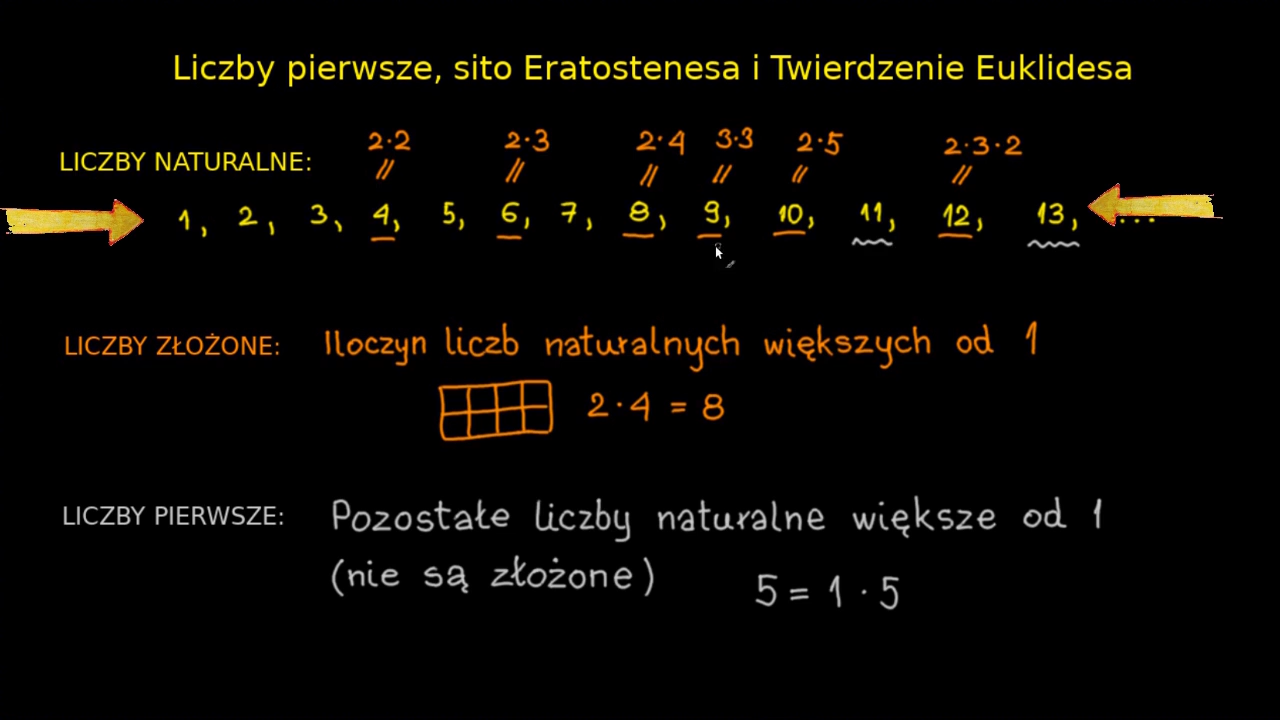 Liczby pierwsze, sito Eratostenesa i Twierdzenie Euklidesa
2·2 2·3 2·4 3·3 2·5 2·3·2
LICZBY NATURALNE:
// // // // // //
1, 2, 3, 4, 5, 6, 7, 8, 9, 10, 11, 12, 13, ...
LICZBY ZŁOŻONE: Iloczyn liczb naturalnych większych od 1
2·4 = 8
LICZBY PIERWSZE: Pozostałe liczby naturalne większe od 1
(nie są złożone) 5 = 1 · 5